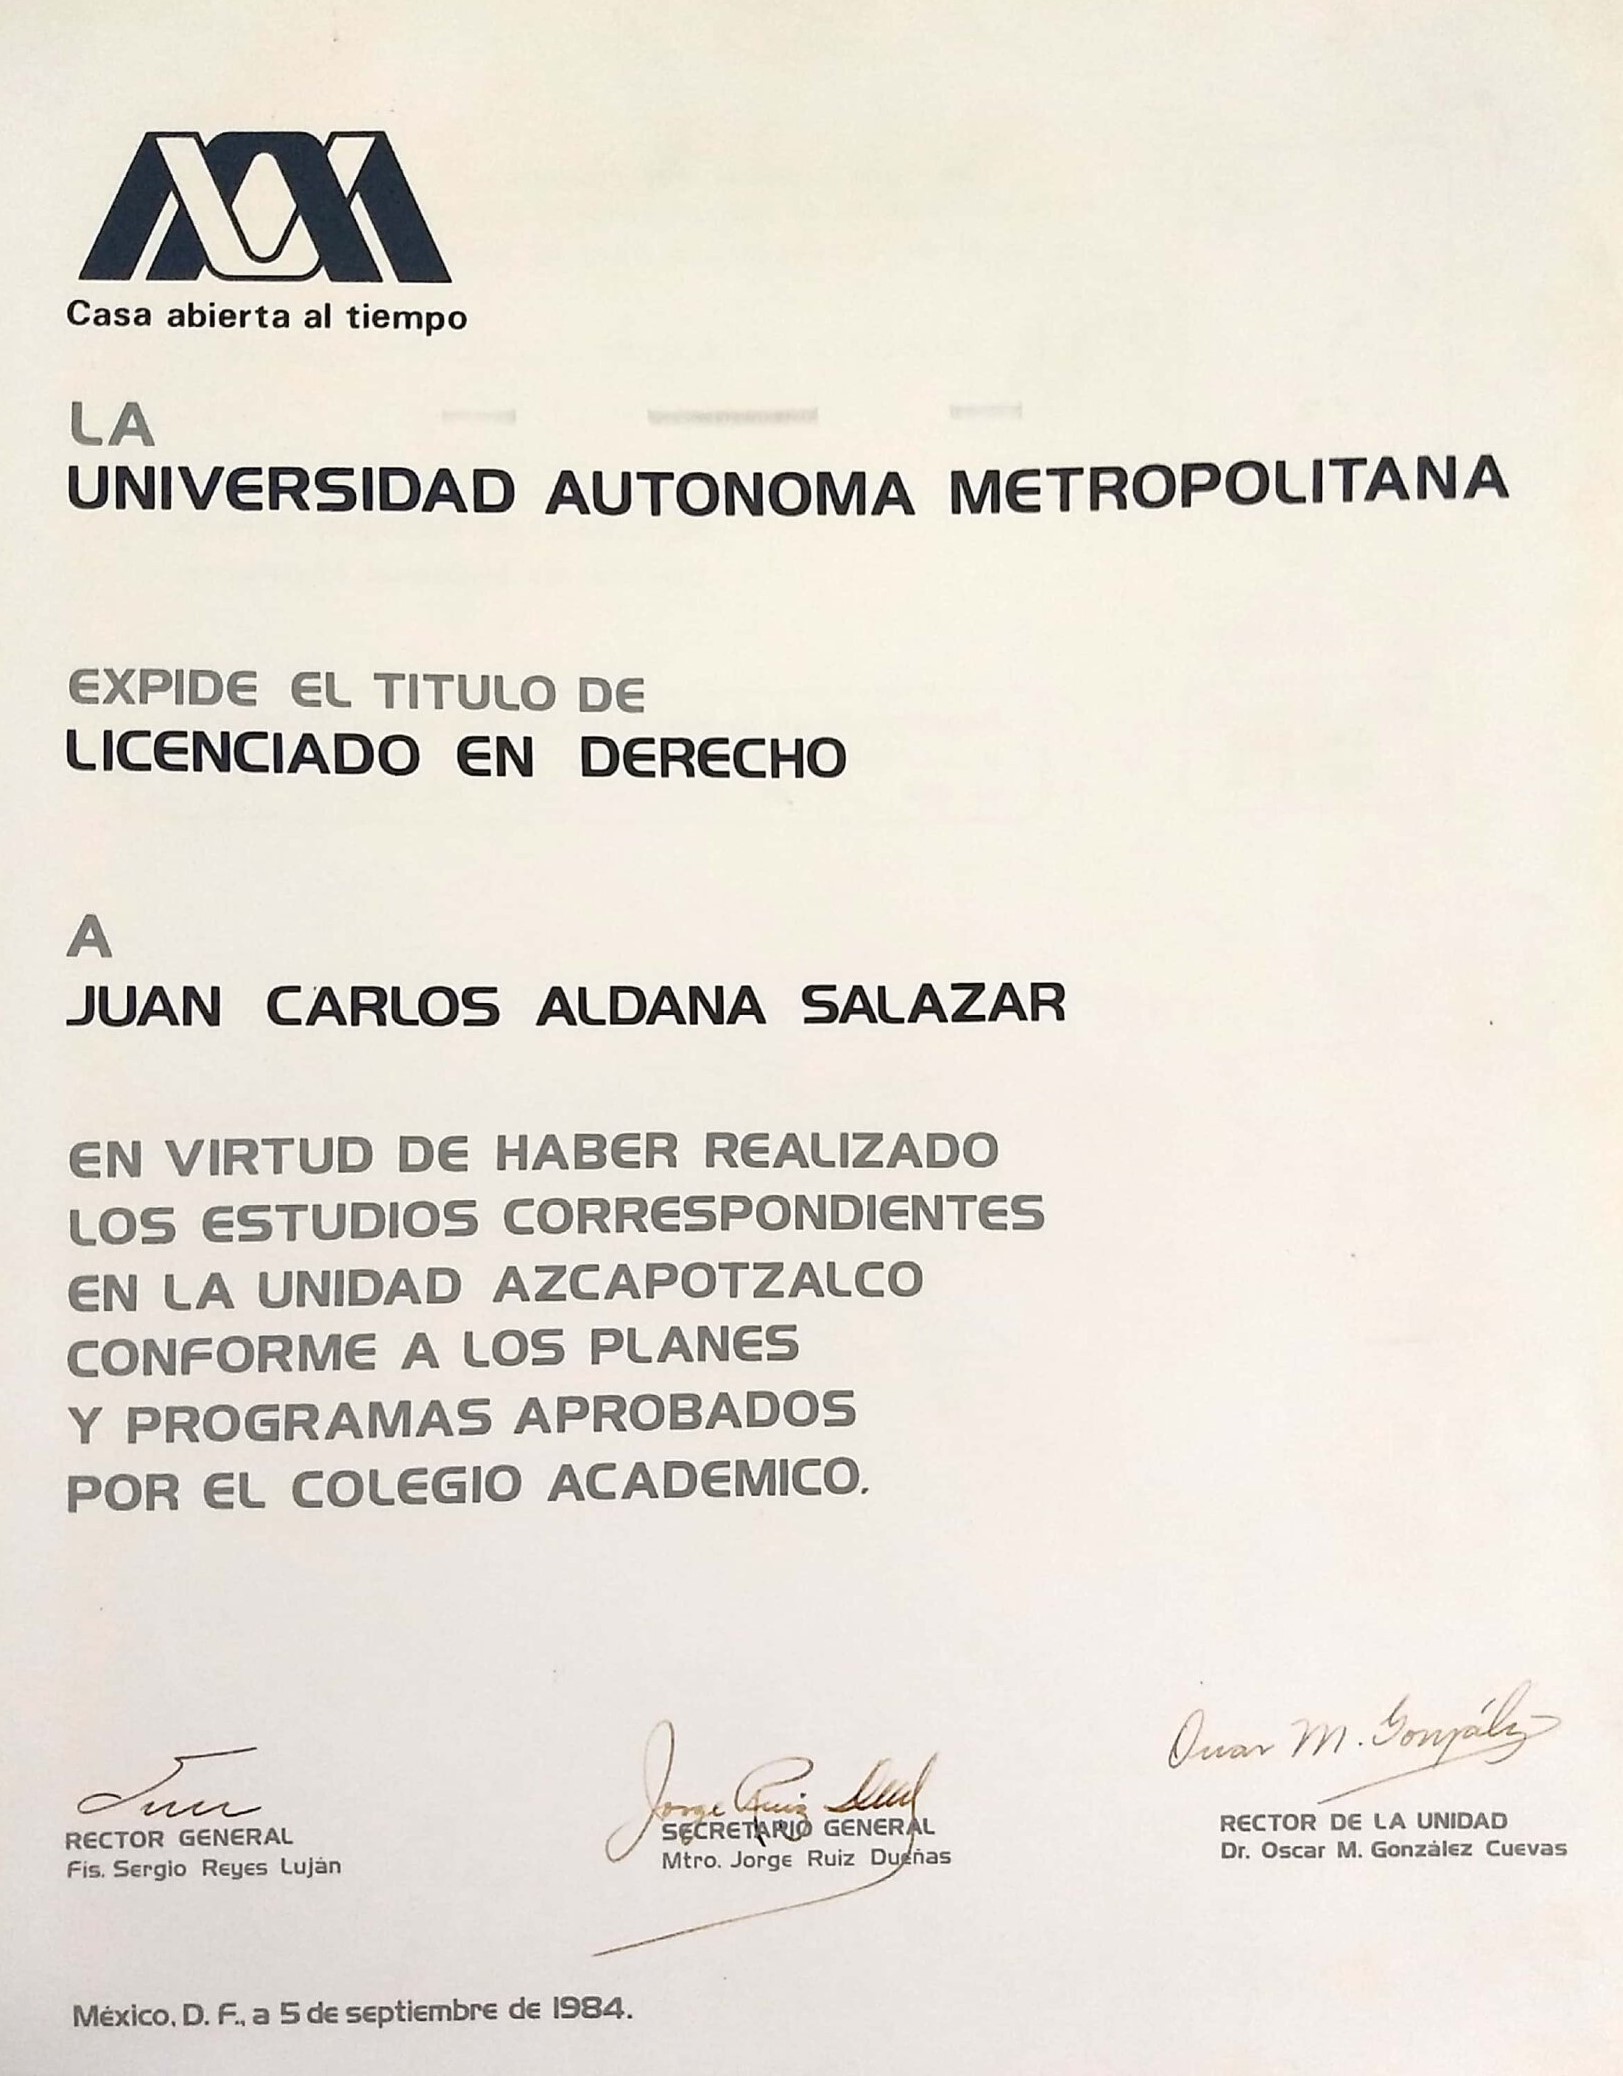 Casa abierta al tiempo
LA
UNIVERSIDAD AUTONOMA METROPOLITANA
EXPIDE EL TITULO DE
LICENCIADO EN DERECHO
A
JUAN CARLOS ALDANA SALAZAR
EN VIRTUD DE HABER REALIZADO
LOS ESTUDIOS CORRESPONDIENTES
EN LA UNIDAD AZCAPOTZALCO
CONFORME A LOS PLANES
Y PROGRAMAS APROBADOS
POR EL COLEGIO ACADEMICO.
Jorge Ruiz
Oscar M. González
RECTOR GENERAL
Fis. Sergio Reyes Luján
SECRETARIO GENERAL
Mtro. Jorge Ruiz Dueñas
RECTOR DE LA UNIDAD
Dr. Oscar M. González Cuevas
México, D. F., a 5 de septiembre de 1984.